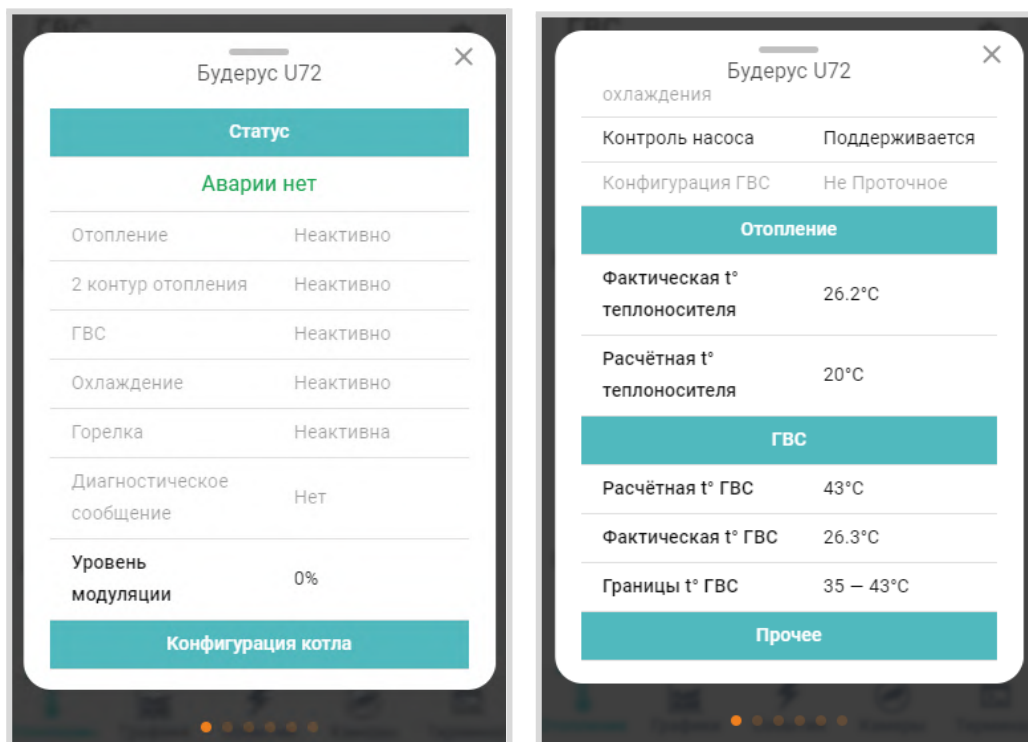 Будерус U72
Статус
Аварии нет
Отопление Неактивно
2 контур отопления Неактивно
ГВС Неактивно
Охлаждение Неактивно
Горелка Неактивна
Диагностическое
сообщение Нет
Уровень
модуляции 0%
Конфигурация котла
Будерус U72
охлаждения
Контроль насоса Поддерживается
Конфигурация ГВС Не Проточное
Отопление
Фактическая t°
теплоносителя 26.2°C
Расчётная t°
теплоносителя 20°C
ГВС
Расчётная t° ГВС 43°C
Фактическая t° ГВС 26.3°C
Границы t° ГВС 35 — 43°C
Прочее